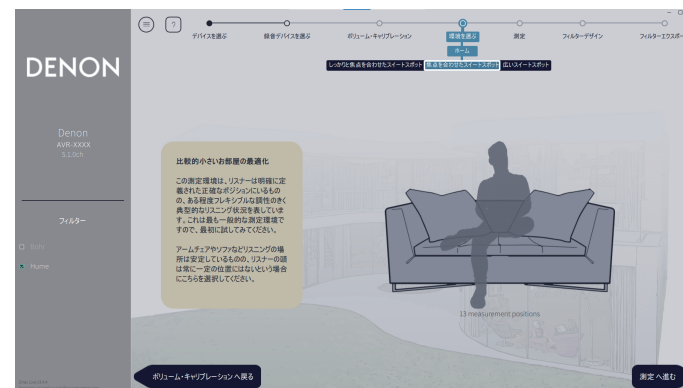 デバイスを選ぶ
録音デバイスを選ぶ
ボリューム・キャリブレーション
環境を選ぶ
測定
フィルターデザイン
フィルターエクスポー
ホーム
しっかりと焦点を合わせたスイートスポット
焦点を合わせたスイートスポット
広いスイートスポット
DENON
Denon
AVR-XXXX
5.1.0ch
フィルター
Home
比較的小さいお部屋の最適化
この測定環境は、リスナーは明確に定
義された正確なポジションにいるもの
の、ある程度フレキシブルな調性のきく
典型的なリスニング状況を表していま
す。これは最も一般的な測定環境で
すので、最初に試してみてください。
アームチェアやソファなどリスニングの場
所は安定しているものの、リスナーの頭
は常に一定の位置にはないという場合
にこちらを選択してください。
13 measurement positions.
ボリューム・キャリブレーション へ戻る
測定 へ進む